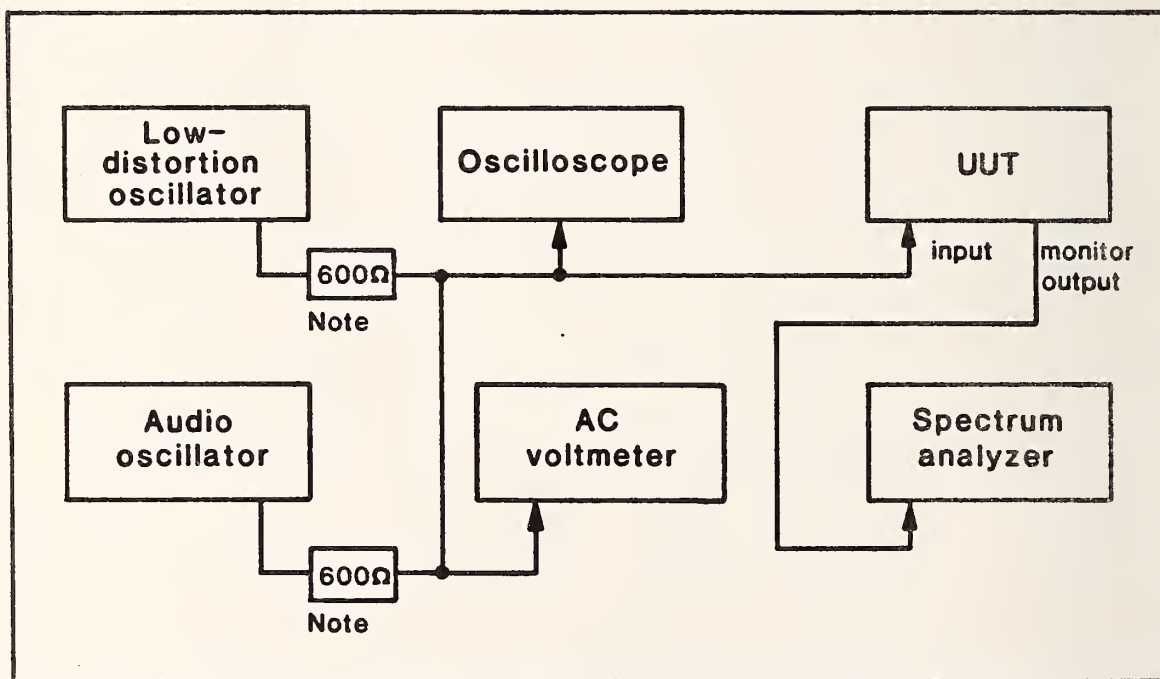 Low-
distortion
oscillator
Oscilloscope
UUT
input
monitor
output
600Ω
Note
Audio
oscillator
AC
voltmeter
Spectrum
analyzer
600Ω
Note